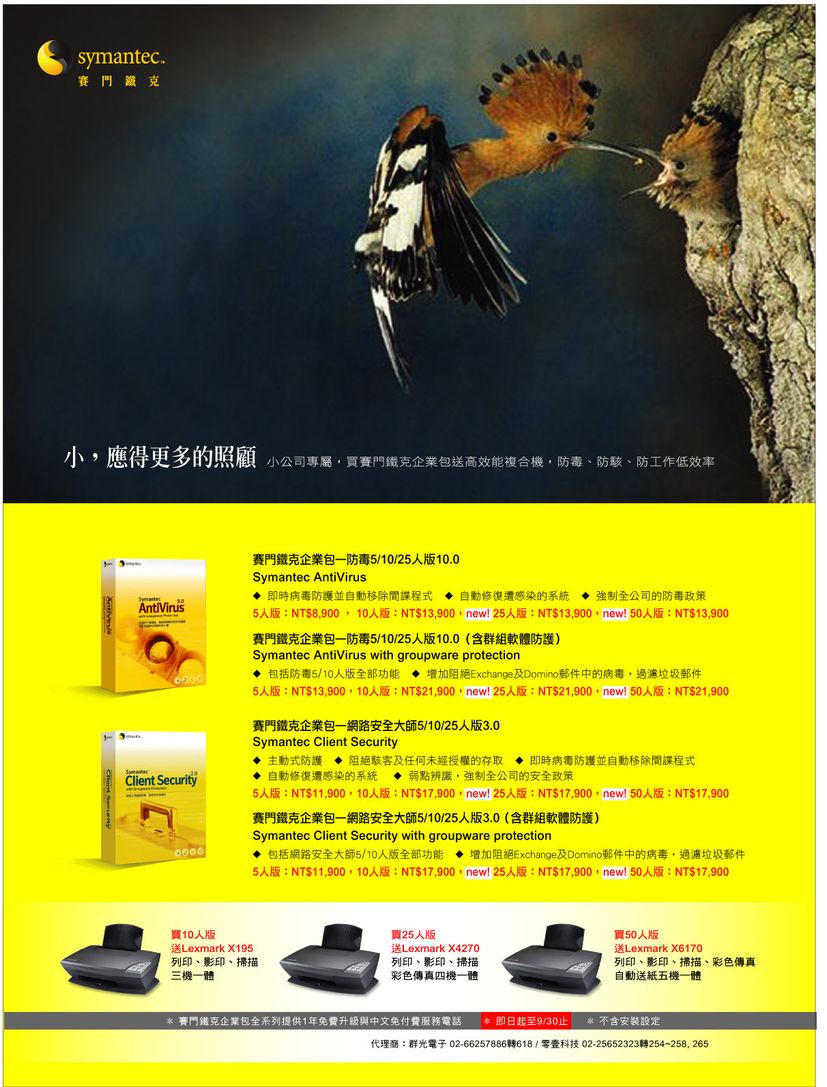 symantec™
賽門鐵克
小，應得更多的照顧 小公司專屬，買賽門鐵克企業包送高效能複合機，防毒、防駭、防工作低效率
賽門鐵克企業包—防毒5/10/25人版10.0
Symantec AntiVirus
◆ 即時病毒防護並自動移除間諜程式 ◆ 自動修復遭感染的系統 ◆ 強制全公司的防毒政策
5人版：NT$8,900 ， 10人版：NT$13,900，new! 25人版：NT$13,900，new! 50人版：NT$13,900
賽門鐵克企業包—防毒5/10/25人版10.0（含群組軟體防護）
Symantec AntiVirus with groupware protection
◆ 包括防毒5/10人版全部功能 ◆ 增加阻絕Exchange及Domino郵件中的病毒，過濾垃圾郵件
5人版：NT$13,900，10人版：NT$21,900，new! 25人版：NT$21,900，new! 50人版：NT$21,900
symantec
Symantec
AntiVirus 9.0
with Groupware Protection
AntiVirus
賽門鐵克企業包—網路安全大師5/10/25人版3.0
Symantec Client Security
◆ 主動式防護 ◆ 阻絕駭客及任何未經授權的存取 ◆ 即時病毒防護並自動移除間諜程式
◆ 自動修復遭感染的系統 ◆ 弱點辨識，強制全公司的安全政策
5人版：NT$11,900，10人版：NT$17,900，new! 25人版：NT$17,900，new! 50人版：NT$17,900
賽門鐵克企業包—網路安全大師5/10/25人版3.0（含群組軟體防護）
Symantec Client Security with groupware protection
◆ 包括網路安全大師5/10人版全部功能 ◆ 增加阻絕Exchange及Domino郵件中的病毒，過濾垃圾郵件
5人版：NT$11,900，10人版：NT$17,900，new! 25人版：NT$17,900，new! 50人版：NT$17,900
symantec
Symantec
Client Security 2.0
with Groupware Protection
Client Security
買10人版
送Lexmark X195
列印、影印、掃描
三機一體
買25人版
送Lexmark X4270
列印、影印、掃描
彩色傳真四機一體
買50人版
送Lexmark X6170
列印、影印、掃描、彩色傳真
自動送紙五機一體
＊ 賽門鐵克企業包全系列提供1年免費升級與中文免付費服務電話 ＊ 即日起至9/30止 ＊ 不含安裝設定
代理商：群光電子 02-66257886轉618 / 零壹科技 02-25652323轉254~258, 265